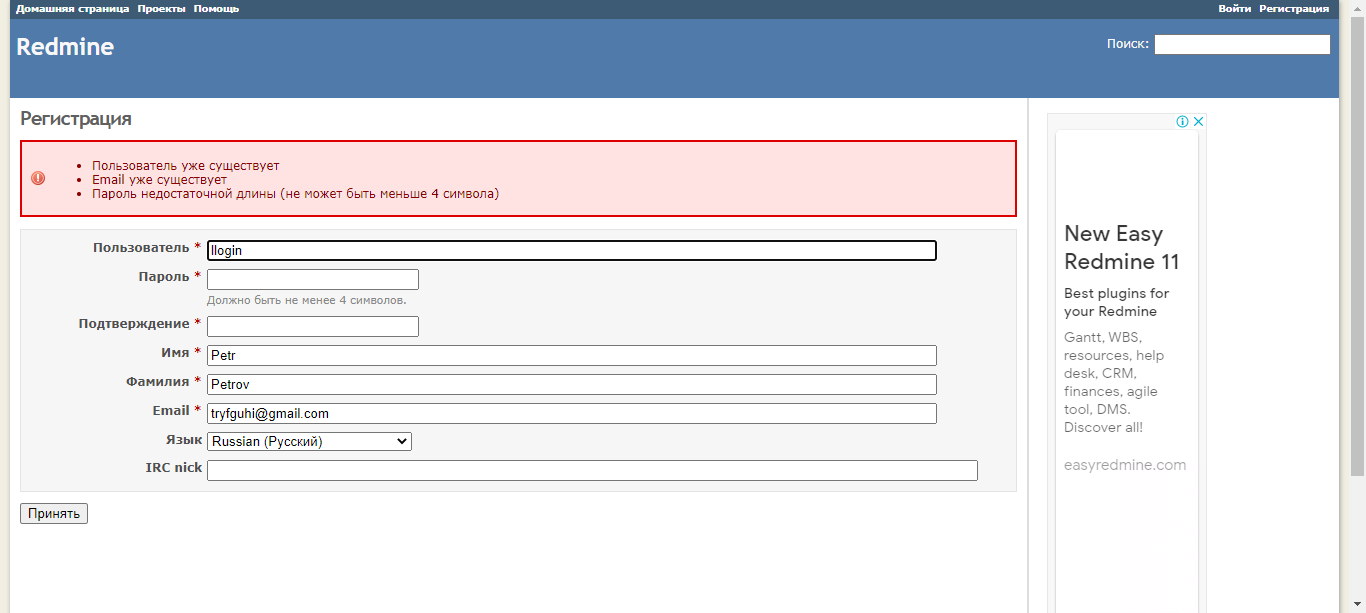 Домашняя страница Проекты Помощь Войти Регистрация
Redmine
Поиск:
Регистрация
Пользователь уже существует
Email уже существует
Пароль недостаточной длины (не может быть меньше 4 символа)
Пользователь * llogin
Пароль *
Должно быть не менее 4 символов.
Подтверждение *
Имя * Petr
Фамилия * Petrov
Email * tryfguhi@gmail.com
Язык Russian (Русский)
IRC nick
Принять
New Easy
Redmine 11
Best plugins for
your Redmine
Gantt, WBS,
resources, help
desk, CRM,
finances, agile
tool, DMS.
Discover all!
easyredmine.com